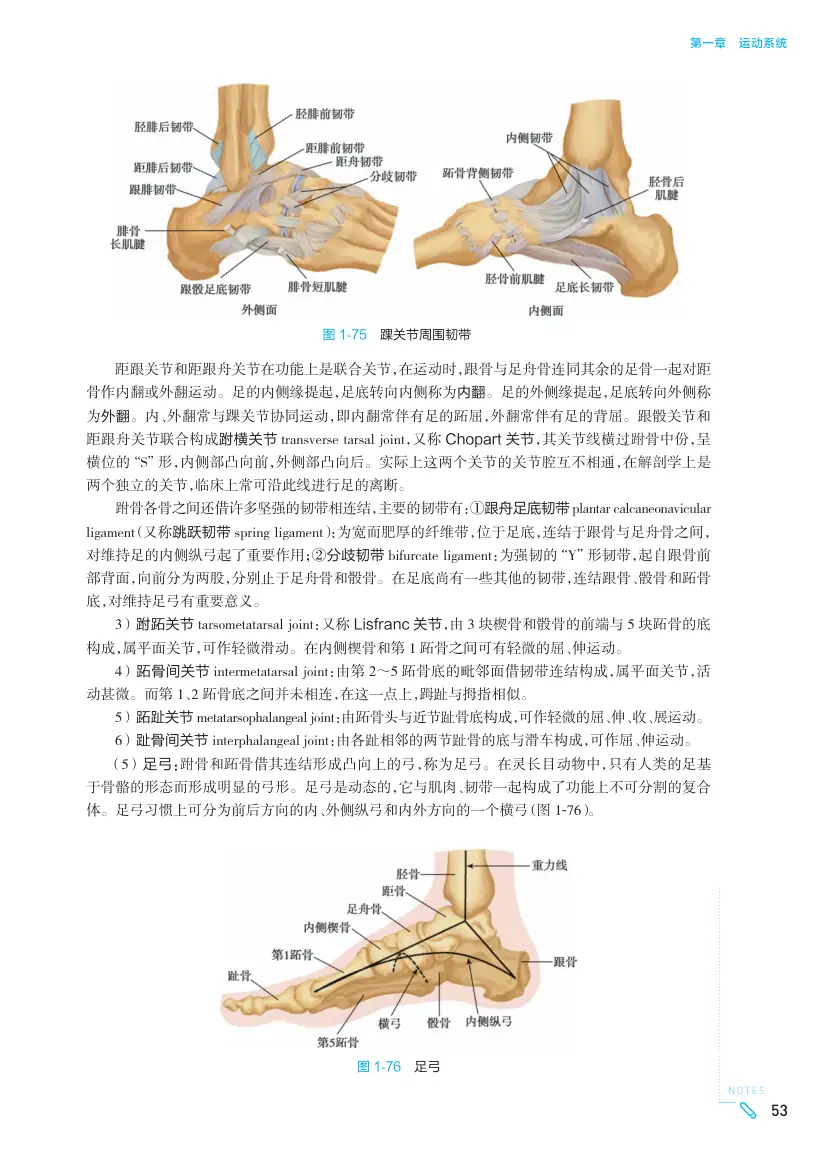 第一章 运动系统
胫腓前韧带
胫腓后韧带
距腓前韧带
距舟韧带
距腓后韧带
分歧韧带
跟腓韧带
腓骨
长肌腱
跟骰足底韧带
腓骨短肌腱
外侧面
内侧韧带
跖骨背侧韧带
胫骨后
肌腱
胫骨前肌腱
足底长韧带
内侧面
图 1-75 踝关节周围韧带
距跟关节和距跟舟关节在功能上是联合关节，在运动时，跟骨与足舟骨连同其余的足骨一起对距
骨作内翻或外翻运动。足的内侧缘提起，足底转向内侧称为内翻。足的外侧缘提起，足底转向外侧称
为外翻。内、外翻常与踝关节协同运动，即内翻常伴有足的跖屈，外翻常伴有足的背屈。跟骰关节和
距跟舟关节联合构成跗横关节 transverse tarsal joint，又称 Chopart 关节，其关节线横过跗骨中份，呈
横位的 “S” 形，内侧部凸向前，外侧部凸向后。实际上这两个关节的关节腔互不相通，在解剖学上是
两个独立的关节，临床上常可沿此线进行足的离断。
跗骨各骨之间还借许多坚强的韧带相连结，主要的韧带有：①跟舟足底韧带 plantar calcaneonavicular
ligament（又称跳跃韧带 spring ligament）：为宽而肥厚的纤维带，位于足底，连结于跟骨与足舟骨之间，
对维持足的内侧纵弓起了重要作用；②分歧韧带 bifurcate ligament：为强韧的 “Y” 形韧带，起自跟骨前
部背面，向前分为两股，分别止于足舟骨和骰骨。在足底尚有一些其他的韧带，连结跟骨、骰骨和跖骨
底，对维持足弓有重要意义。
3）跗跖关节 tarsometatarsal joint：又称 Lisfranc 关节，由 3 块楔骨和骰骨的前端与 5 块跖骨的底
构成，属平面关节，可作轻微滑动。在内侧楔骨和第 1 跖骨之间可有轻微的屈、伸运动。
4）跖骨间关节 intermetatarsal joint：由第 2～5 跖骨底的毗邻面借韧带连结构成，属平面关节，活
动甚微。而第 1、2 跖骨底之间并未相连，在这一点上，踇趾与拇指相似。
5）跖趾关节 metatarsophalangeal joint：由跖骨头与近节趾骨底构成，可作轻微的屈、伸、收、展运动。
6）趾骨间关节 interphalangeal joint：由各趾相邻的两节趾骨的底与滑车构成，可作屈、伸运动。
（5）足弓：跗骨和跖骨借其连结形成凸向上的弓，称为足弓。在灵长目动物中，只有人类的足基
于骨骼的形态而形成明显的弓形。足弓是动态的，它与肌肉、韧带一起构成了功能上不可分割的复合
体。足弓习惯上可分为前后方向的内、外侧纵弓和内外方向的一个横弓（图 1-76）。
重力线
胫骨
距骨
足舟骨
内侧楔骨
第1跖骨
趾骨
跟骨
横弓
骰骨
内侧纵弓
第5跖骨
图 1-76 足弓
NOTES
53